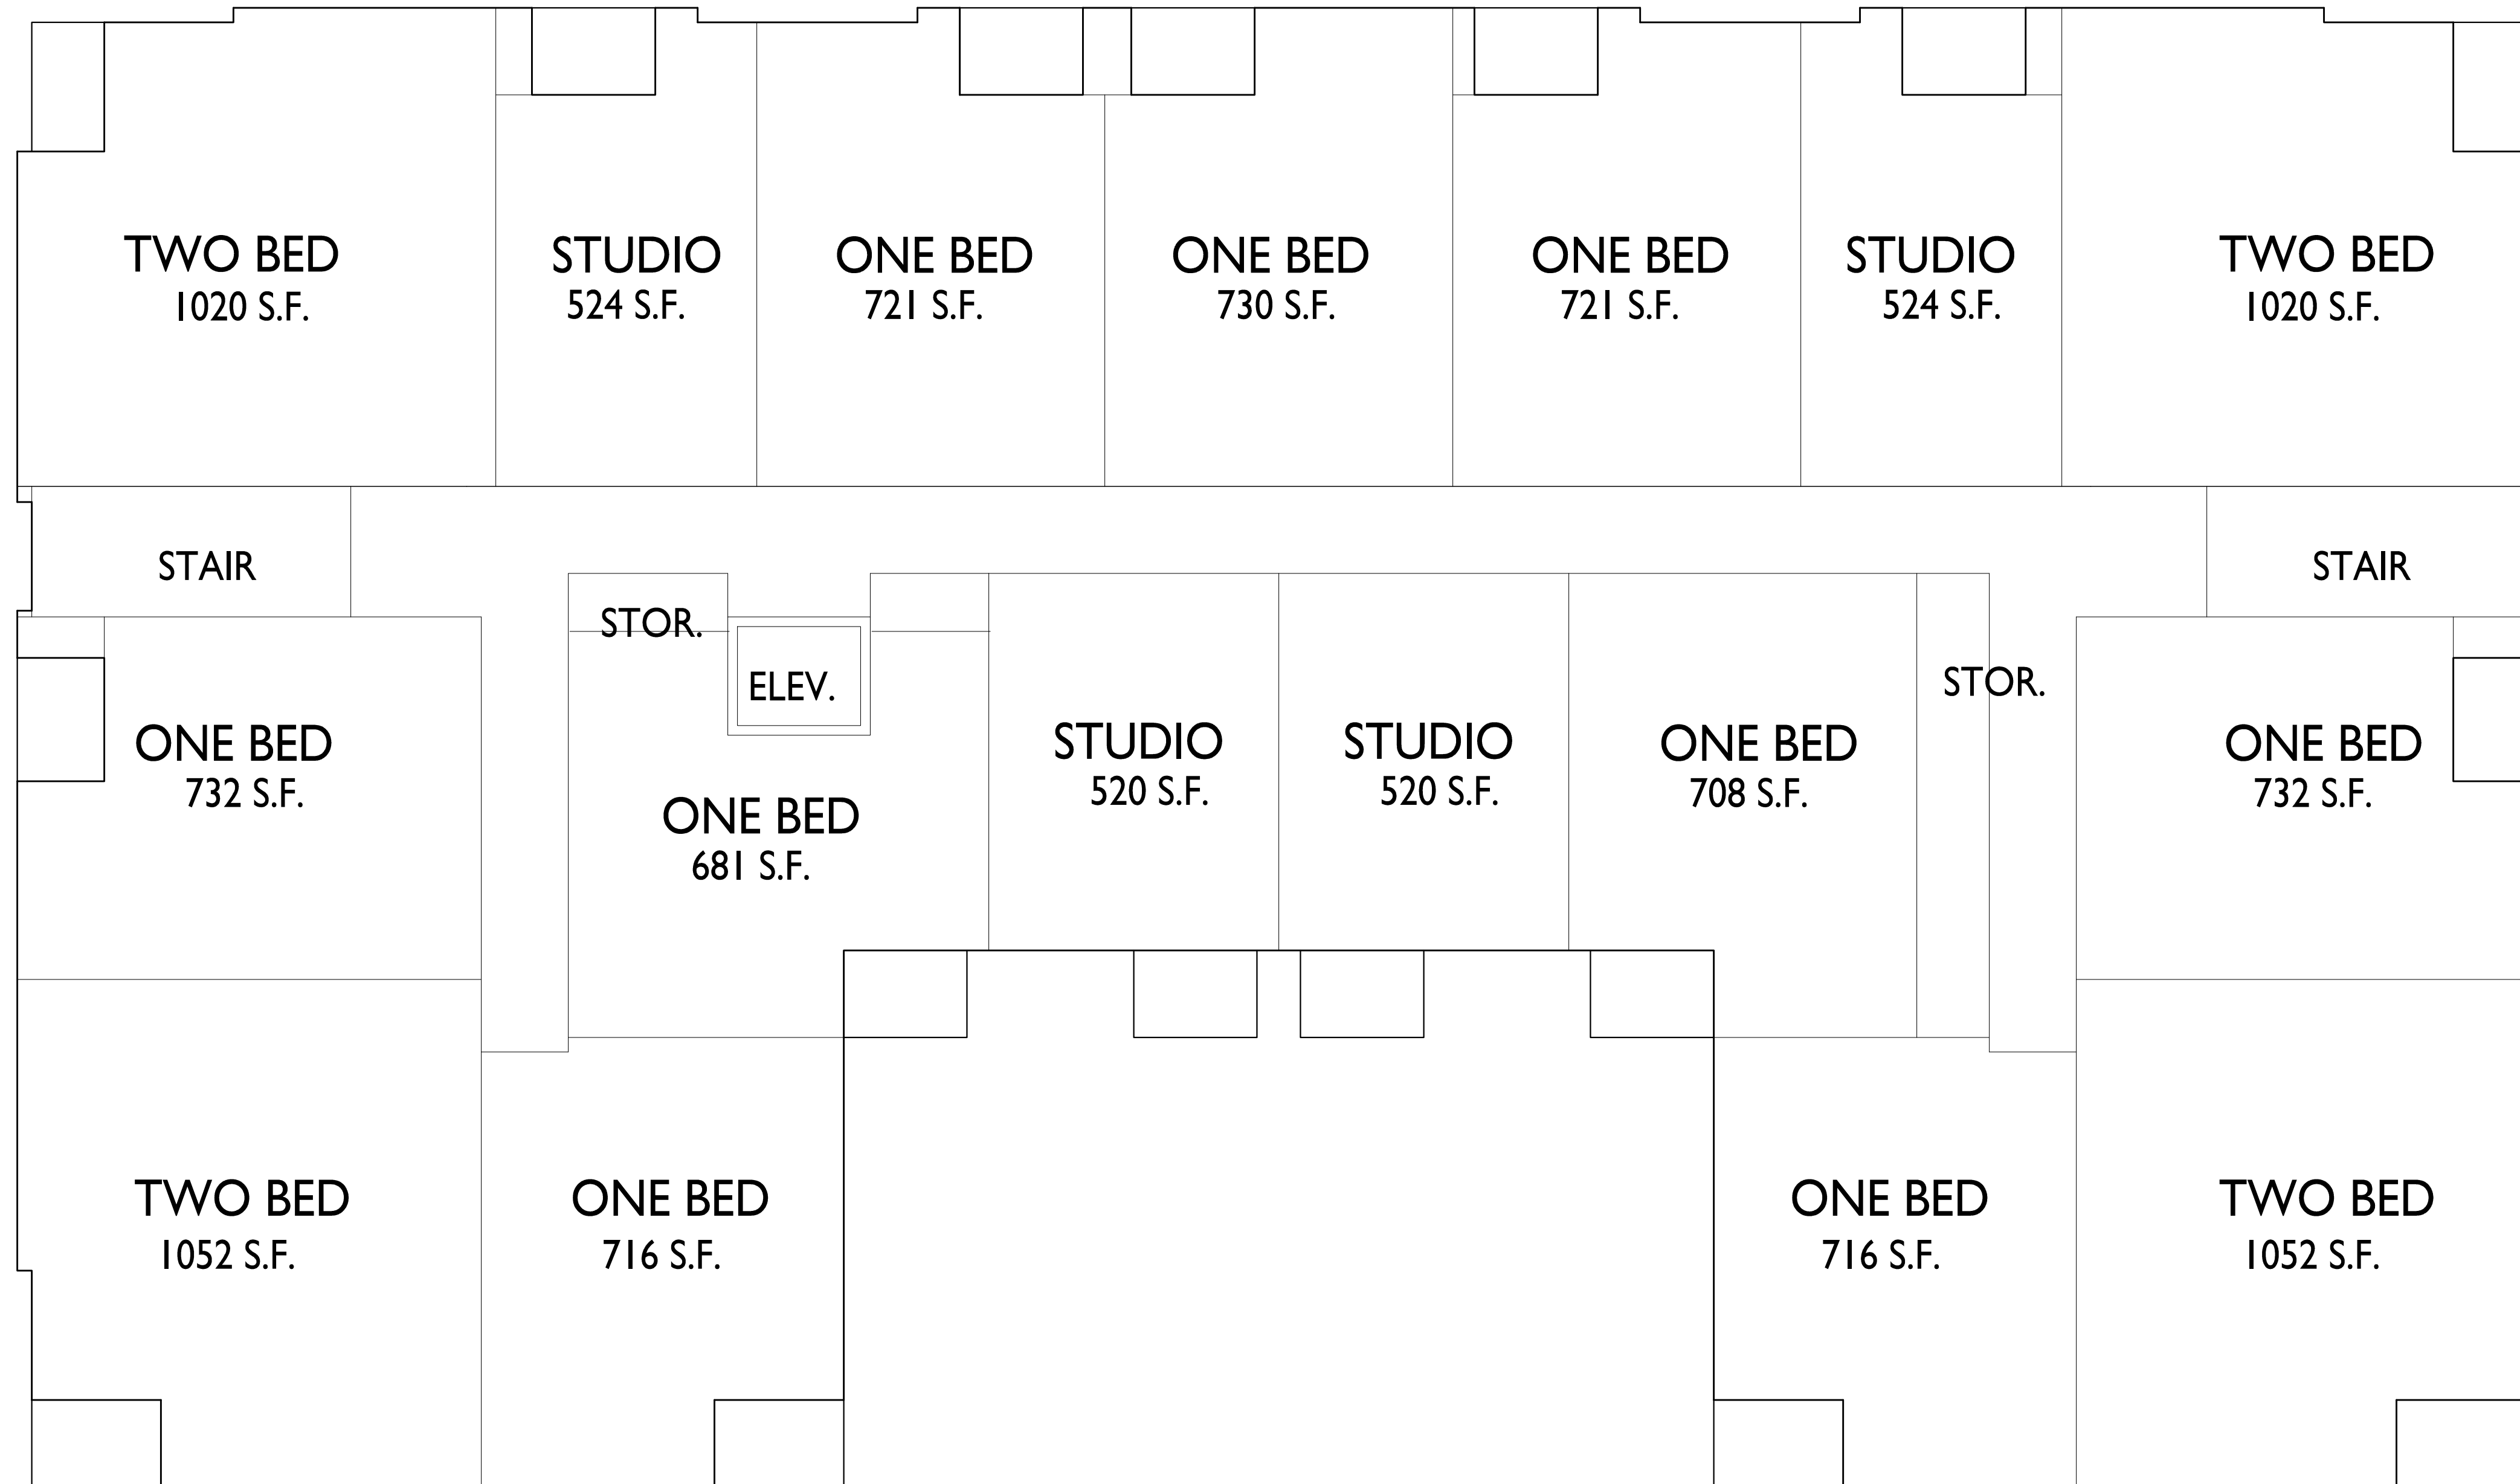 TWO BED
1020 S.F.
STUDIO
524 S.F.
ONE BED
721 S.F.
ONE BED
730 S.F.
ONE BED
721 S.F.
STUDIO
524 S.F.
TWO BED
1020 S.F.
STAIR
STAIR
STOR.
ELEV.
STOR.
ONE BED
732 S.F.
ONE BED
681 S.F.
STUDIO
520 S.F.
STUDIO
520 S.F.
ONE BED
708 S.F.
ONE BED
732 S.F.
TWO BED
1052 S.F.
ONE BED
716 S.F.
ONE BED
716 S.F.
TWO BED
1052 S.F.